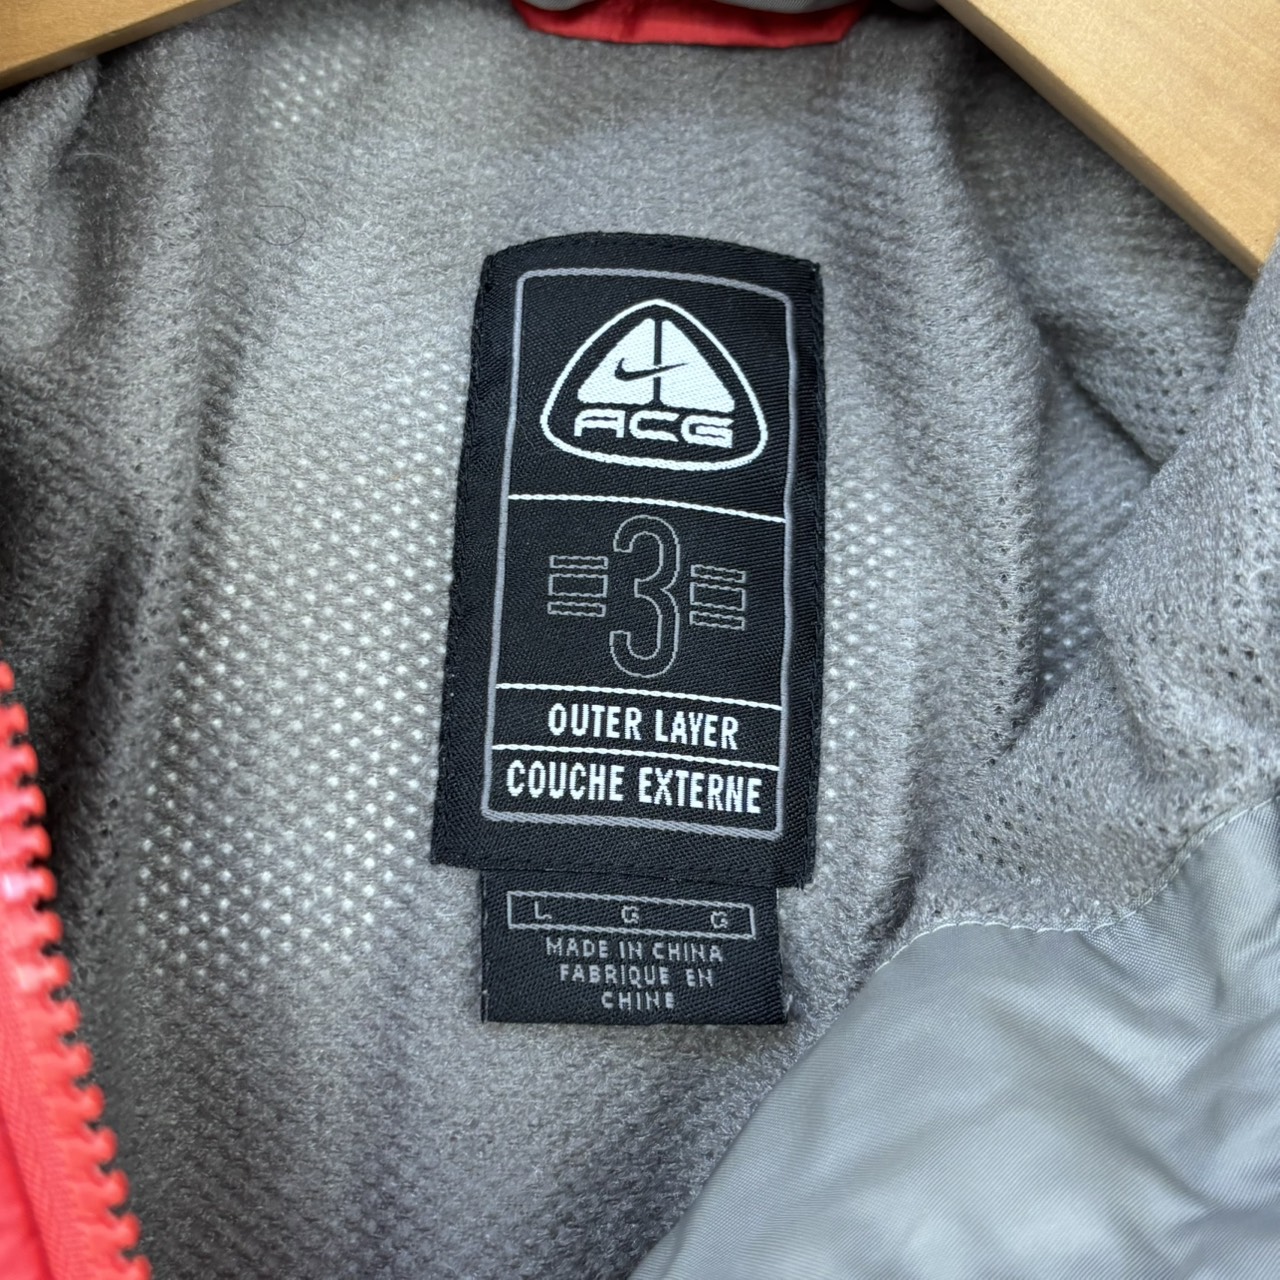 ACG
3
OUTER LAYER
COUCHE EXTERNE
L G G
MADE IN CHINA
FABRIQUE EN
CHINE